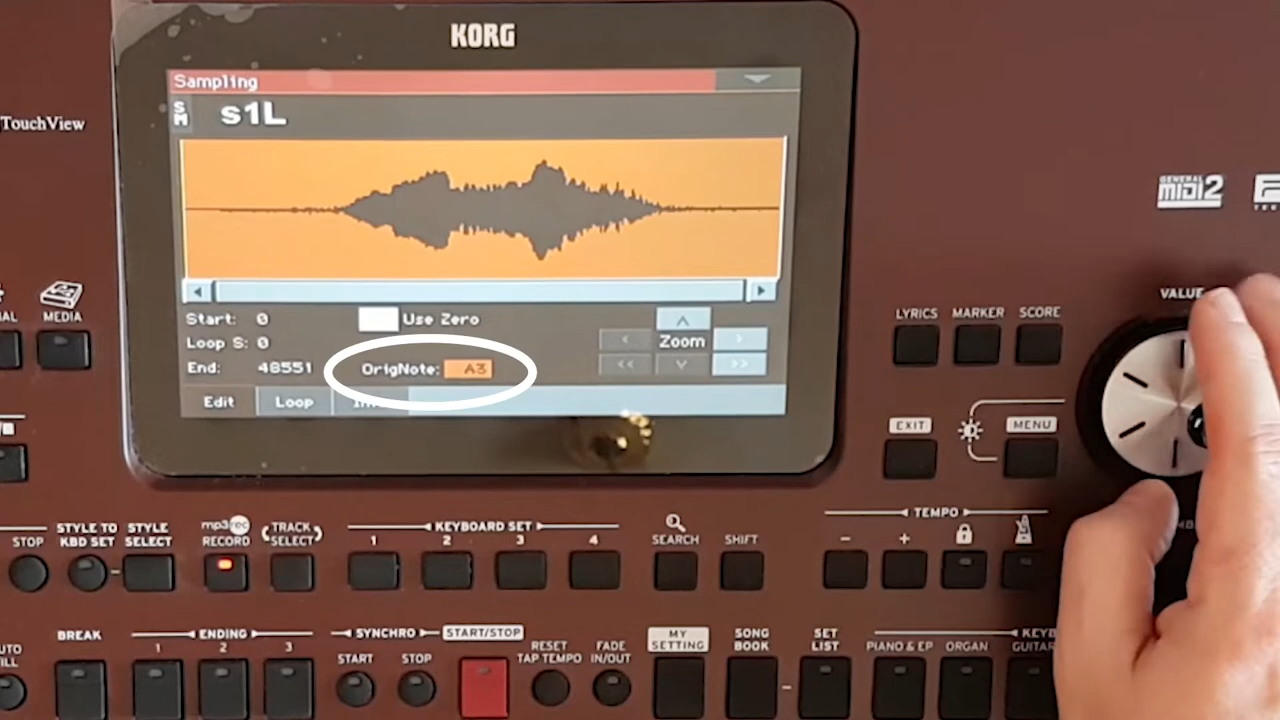 KORG
Sampling
TouchView
S
M
s1L
GENERAL
MIDI2
MEDIA
VALUE
Start: 0
Use Zero
Loop S: 0
Zoom
End: 48551
OrigNote: A3
Edit
Loop
LYRICS
MARKER
SCORE
EXIT
MENU
STOP
STYLE TO
KBD SET
STYLE
SELECT
mp3rec
RECORD
TRACK
SELECT
KEYBOARD SET
1
2
3
4
SEARCH
SHIFT
TEMPO
-
+
BREAK
ENDING
1
2
3
SYNCHRO
START
STOP
START/STOP
RESET
TAP TEMPO
FADE
IN/OUT
MY
SETTING
SONG
BOOK
SET
LIST
PIANO & EP
ORGAN